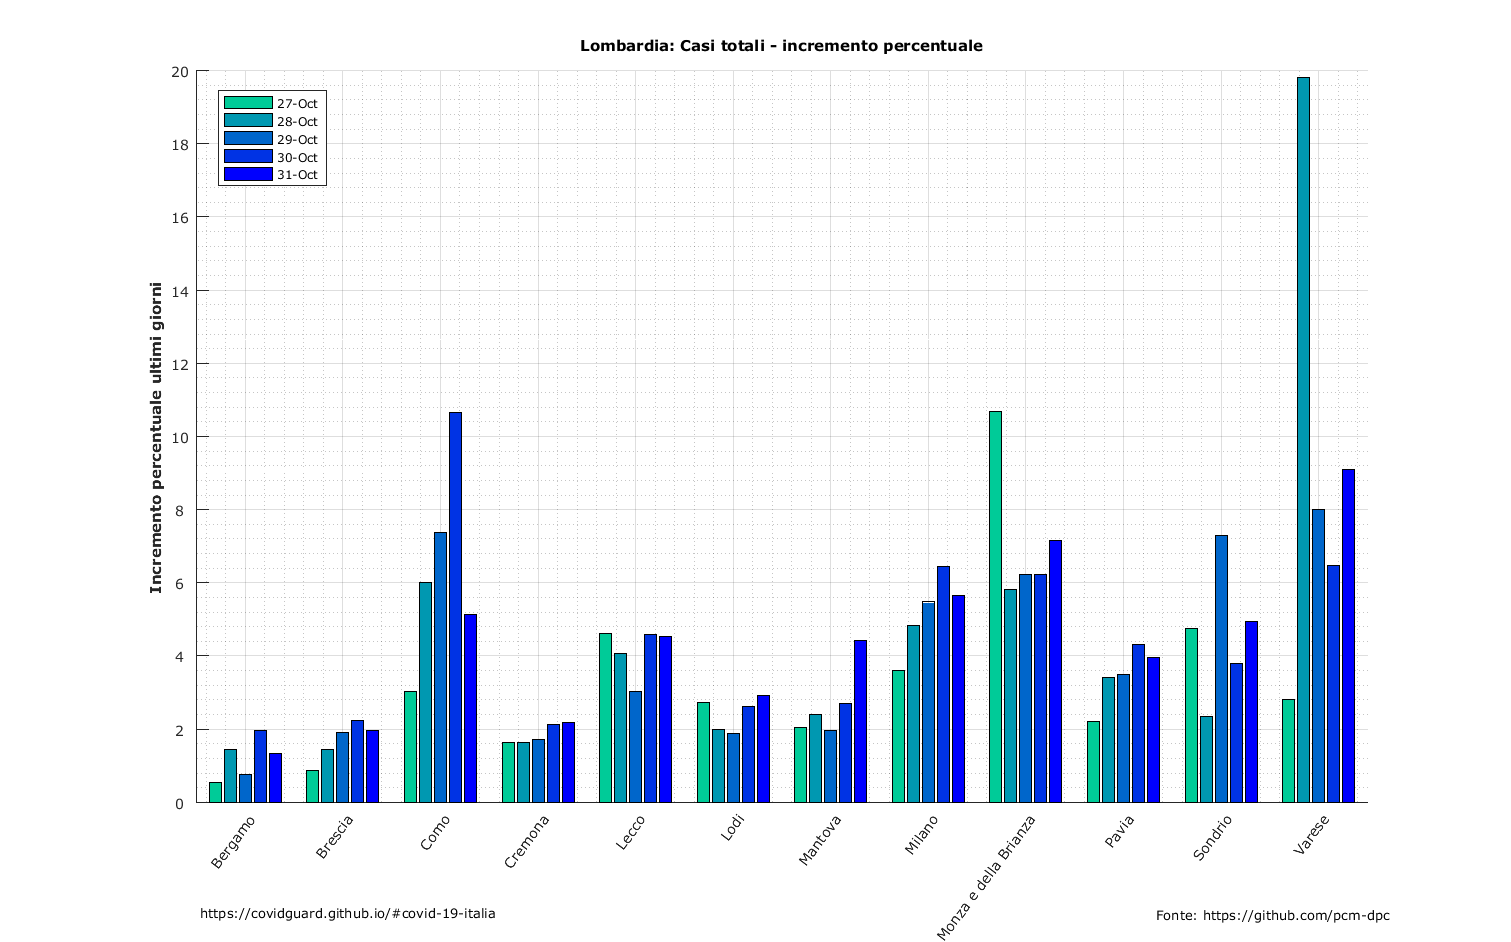 Lombardia: Casi totali - incremento percentuale
27-Oct
28-Oct
29-Oct
30-Oct
31-Oct
Incremento percentuale ultimi giorni
20
18
16
14
12
10
8
6
4
2
0
Bergamo
Brescia
Como
Cremona
Lecco
Lodi
Mantova
Milano
Monza e della Brianza
Pavia
Sondrio
Varese
https://covidguard.github.io/#covid-19-italia
Fonte: https://github.com/pcm-dpc